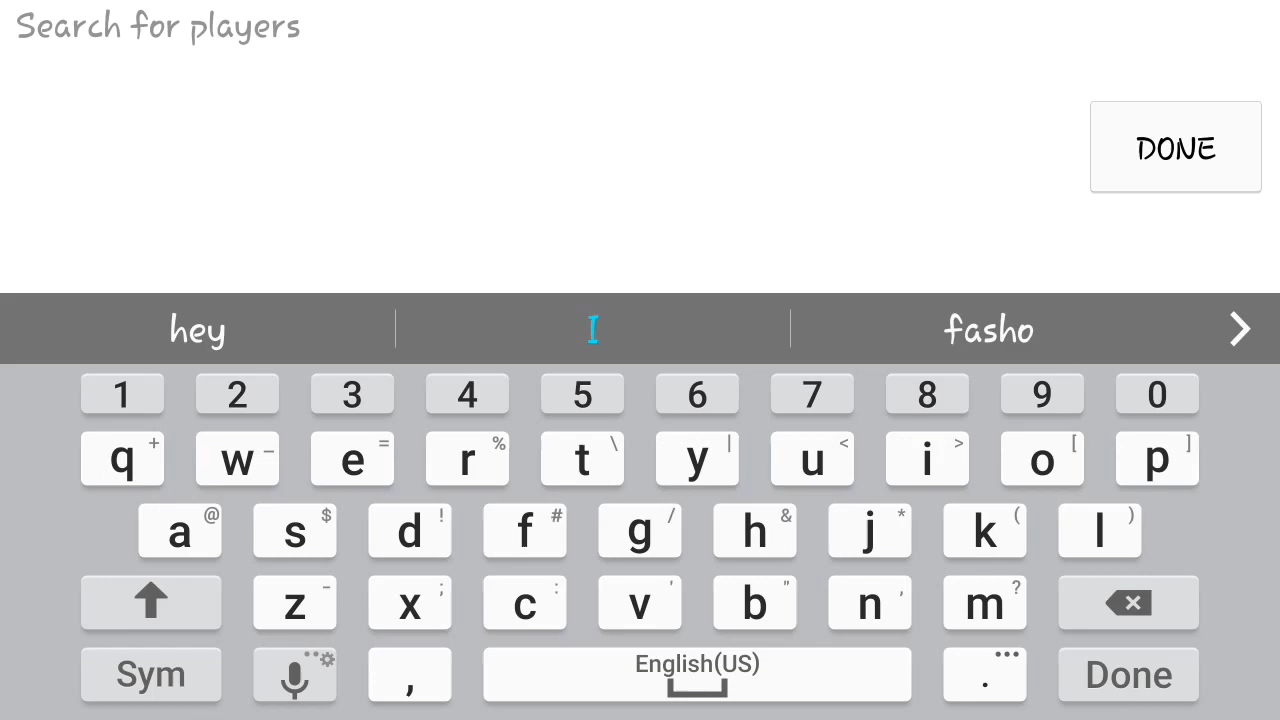 Search for players
DONE
hey I fasho
1 2 3 4 5 6 7 8 9 0
q + w - e = r % t \ y | u < i > o [ p ]
a @ s $ d ! f # g / h & j * k ( l )
z - x ; c : v ' b " n , m ?
Sym , English(US) . Done